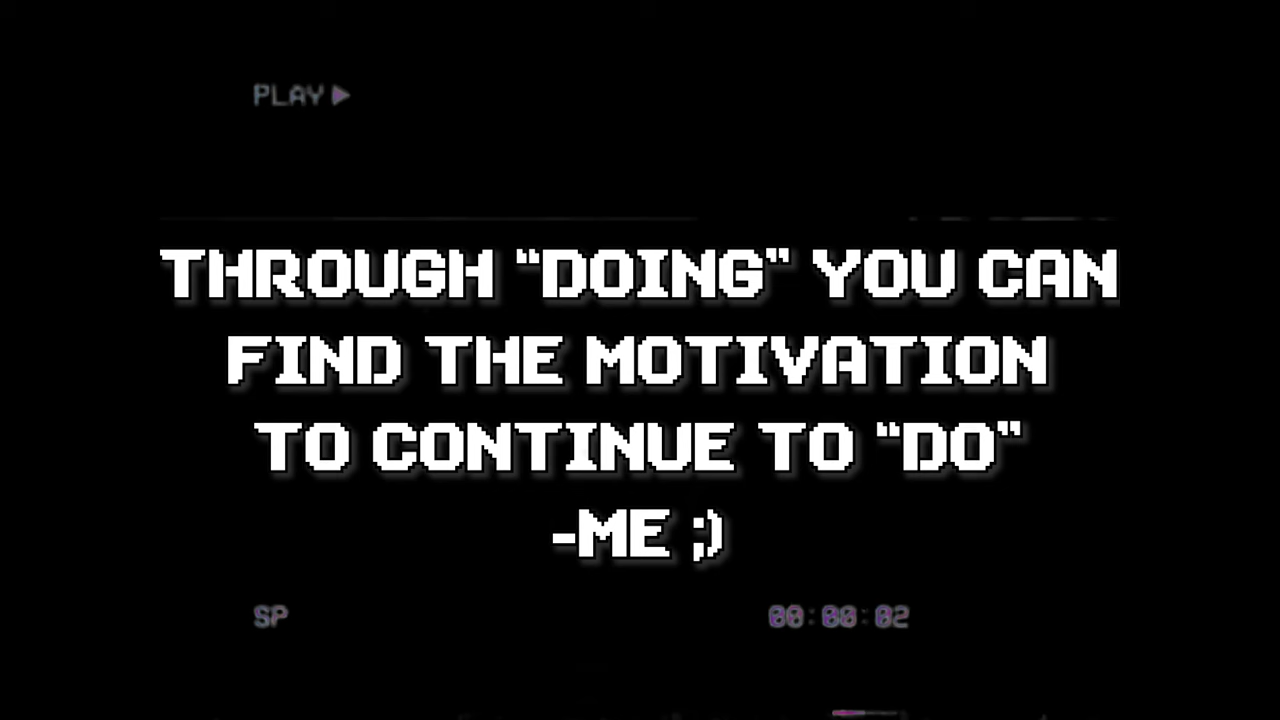 PLAY ▶
THROUGH “DOING” YOU CAN
FIND THE MOTIVATION
TO CONTINUE TO “DO”
-ME ;)
SP 00:00:02